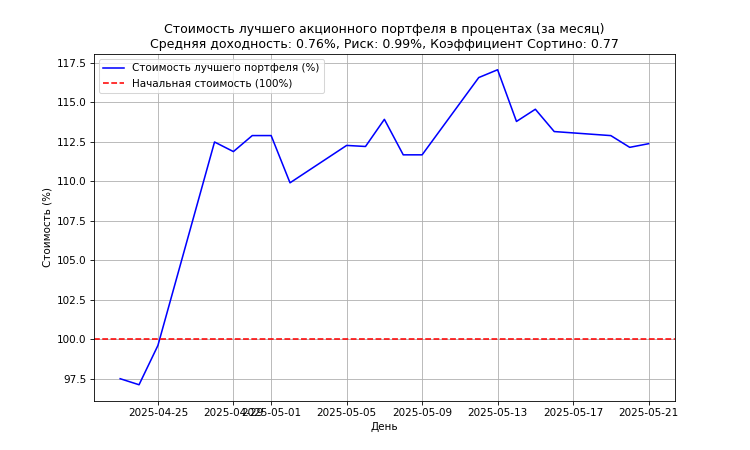 Стоимость лучшего акционного портфеля в процентах (за месяц)
Средняя доходность: 0.76%, Риск: 0.99%, Коэффициент Сортино: 0.77
Стоимость лучшего портфеля (%)
Начальная стоимость (100%)
Стоимость (%)
117.5
115.0
112.5
110.0
107.5
105.0
102.5
100.0
97.5
2025-04-25 2025-04-29 2025-05-01 2025-05-05 2025-05-09 2025-05-13 2025-05-17 2025-05-21
День